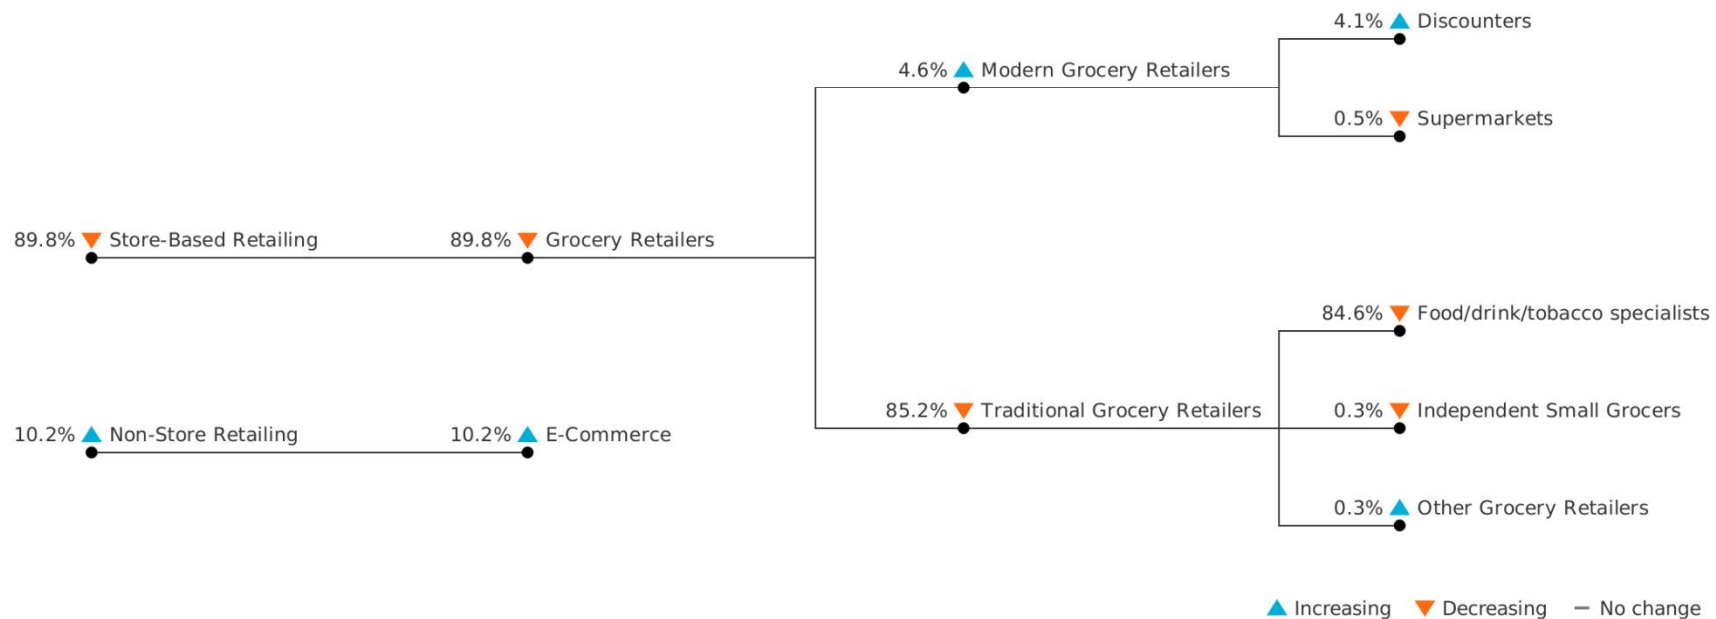 4.1% Discounters
4.6% Modern Grocery Retailers
0.5% Supermarkets
89.8% Store-Based Retailing
89.8% Grocery Retailers
84.6% Food/drink/tobacco specialists
85.2% Traditional Grocery Retailers
0.3% Independent Small Grocers
10.2% Non-Store Retailing
10.2% E-Commerce
0.3% Other Grocery Retailers
Increasing Decreasing No change